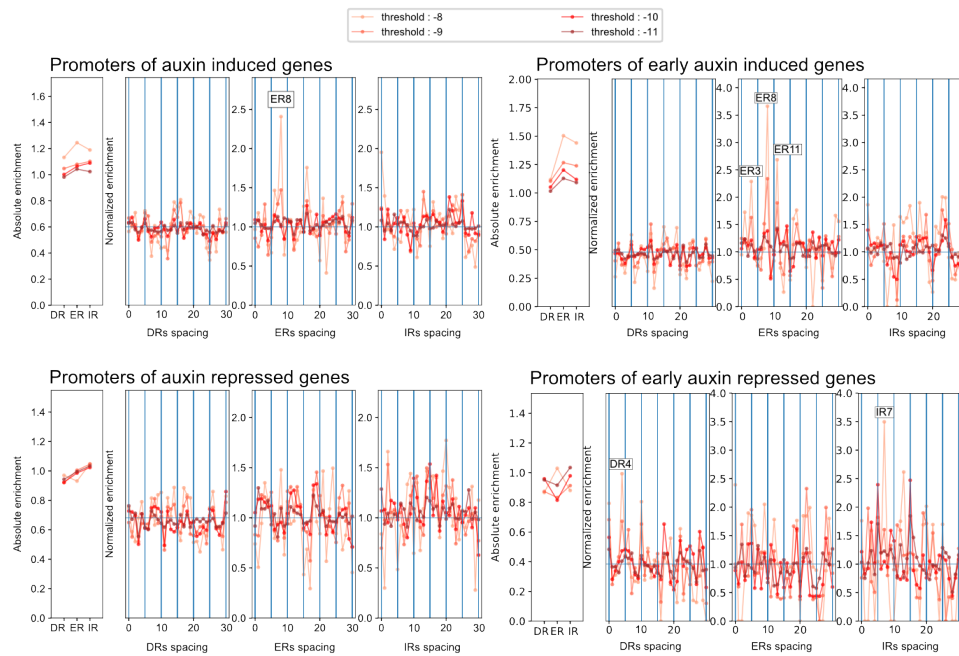 threshold : -8
threshold : -9
threshold : -10
threshold : -11
Promoters of auxin induced genes
Absolute enrichment
0.0
0.2
0.4
0.6
0.8
1.0
1.2
1.4
1.6
DR ER IR
Normalized enrichment
0 10 20 30
DRs spacing
0.0
0.5
1.0
1.5
2.0
2.5
ER8
0 10 20 30
ERs spacing
0.0
0.5
1.0
1.5
2.0
2.5
0 10 20 30
IRs spacing
Promoters of early auxin induced genes
Absolute enrichment
0.00
0.25
0.50
0.75
1.00
1.25
1.50
1.75
2.00
DR ER IR
Normalized enrichment
0 10 20
DRs spacing
0.0
0.5
1.0
1.5
2.0
2.5
3.0
3.5
4.0
ER8
ER11
ER3
0 10 20
ERs spacing
0.0
0.5
1.0
1.5
2.0
2.5
3.0
3.5
4.0
0 10 20
IRs spacing
Promoters of auxin repressed genes
Absolute enrichment
0.0
0.2
0.4
0.6
0.8
1.0
1.2
1.4
DR ER IR
Normalized enrichment
0 10 20 30
DRs spacing
0.0
0.5
1.0
1.5
2.0
0 10 20 30
ERs spacing
0.0
0.5
1.0
1.5
2.0
0 10 20 30
IRs spacing
Promoters of early auxin repressed genes
Absolute enrichment
0.0
0.2
0.4
0.6
0.8
1.0
1.2
1.4
DR ER IR
Normalized enrichment
DR4
0 10 20
DRs spacing
0.0
0.5
1.0
1.5
2.0
2.5
3.0
3.5
4.0
0 10 20
ERs spacing
0.0
0.5
1.0
1.5
2.0
2.5
3.0
3.5
4.0
IR7
0 10 20
IRs spacing